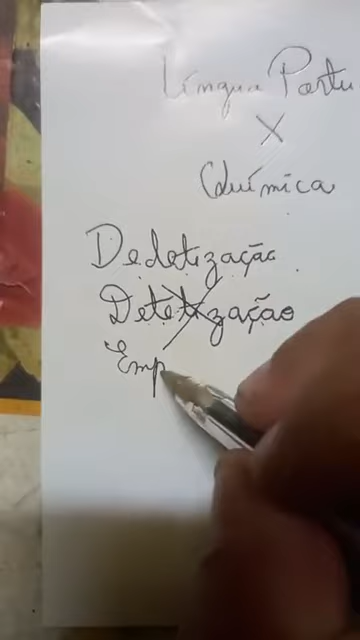 Língua Portu
X
Química
Dedetização
Detetização
Emp